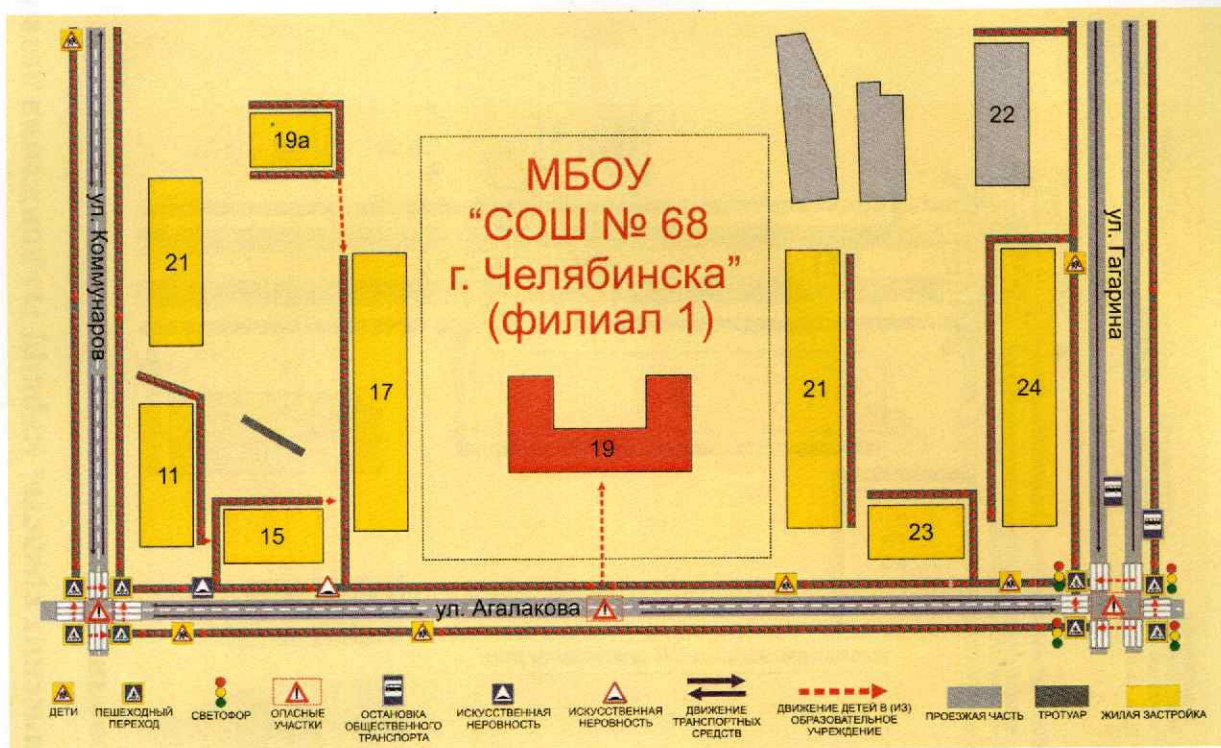 22
19а
МБОУ
“СОШ № 68
г. Челябинска”
(филиал 1)
ул. Коммунаров
21
ул. Гагарина
17
21
24
11
19
15
23
ул. Агалакова
ДЕТИ
ПЕШЕХОДНЫЙ
ПЕРЕХОД
СВЕТОФОР
ОПАСНЫЕ
УЧАСТКИ
ОСТАНОВКА
ОБЩЕСТВЕННОГО
ТРАНСПОРТА
ИСКУССТВЕННАЯ
НЕРОВНОСТЬ
ИСКУССТВЕННАЯ
НЕРОВНОСТЬ
ДВИЖЕНИЕ
ТРАНСПОРТНЫХ
СРЕДСТВ
ДВИЖЕНИЕ ДЕТЕЙ В (ИЗ)
ОБРАЗОВАТЕЛЬНОЕ
УЧРЕЖДЕНИЕ
ПРОЕЗЖАЯ ЧАСТЬ
ТРОТУАР
ЖИЛАЯ ЗАСТРОЙКА